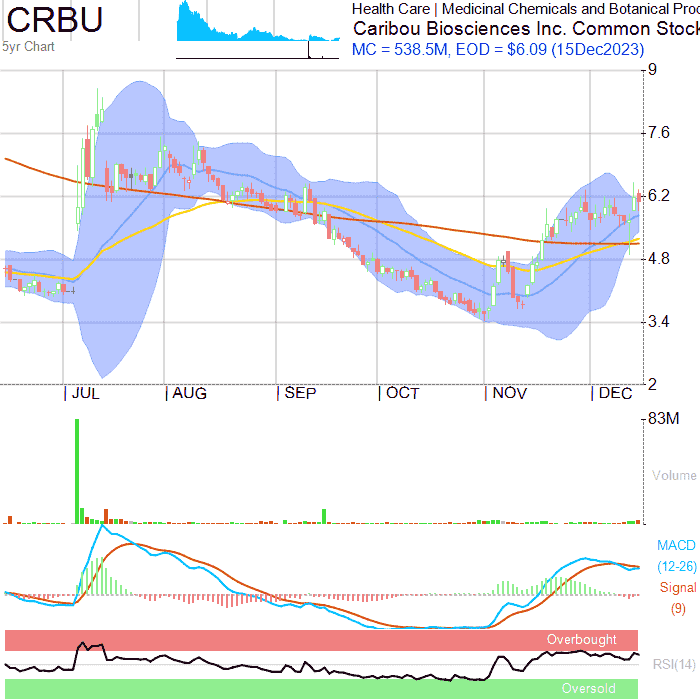 CRBU
5yr Chart
Health Care | Medicinal Chemicals and Botanical Pro
Caribou Biosciences Inc. Common Stock
MC = 538.5M, EOD = $6.09 (15Dec2023)
9
7.6
6.2
4.8
3.4
2
JUL AUG SEP OCT NOV DEC
83M
Volume
MACD
(12-26)
Signal
(9)
Overbought
RSI(14)
Oversold